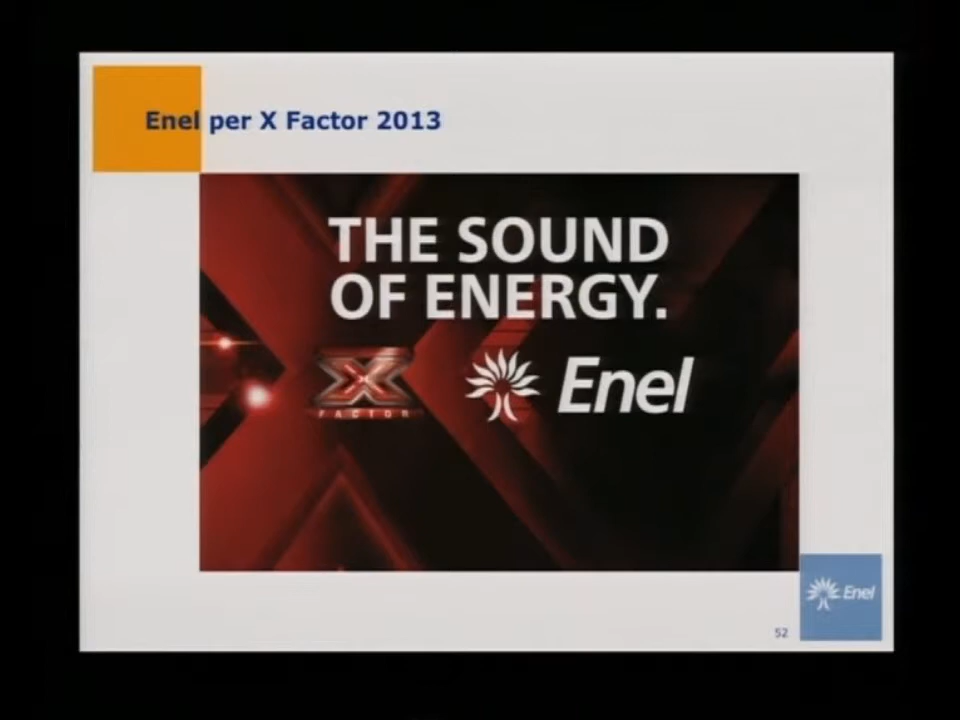 Enel per X Factor 2013
THE SOUND
OF ENERGY.
X
FACTOR
Enel
Enel
52